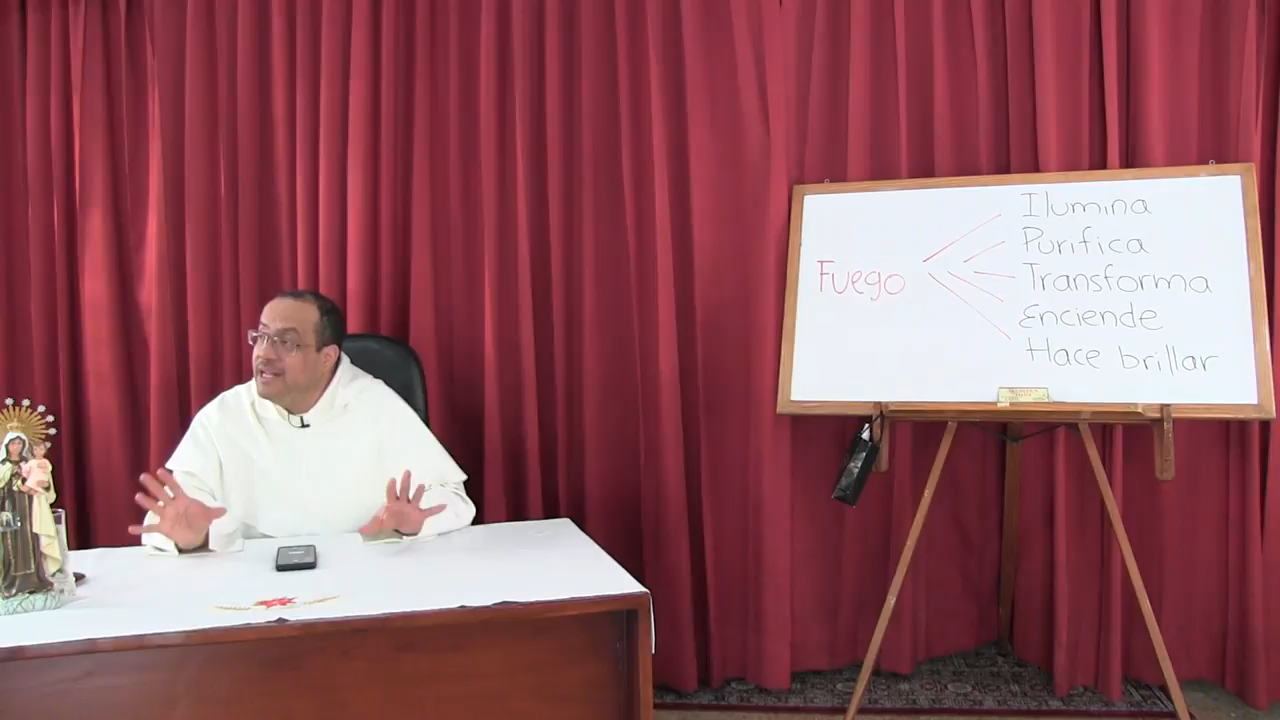 Fuego
Ilumina
Purifica
Transforma
Enciende
Hace brillar